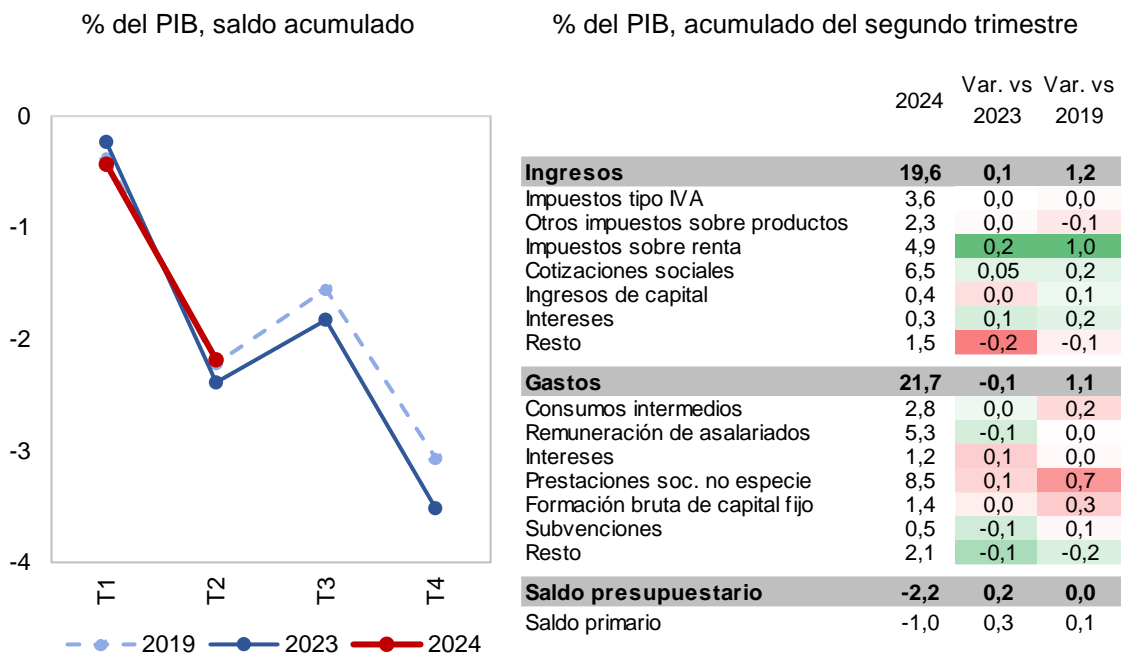 % del PIB, saldo acumulado
0
-1
-2
-3
-4
T1 T2 T3 T4
2019 2023 2024
% del PIB, acumulado del segundo trimestre
2024 Var. vs 2023 Var. vs 2019
Ingresos 19,6 0,1 1,2
Impuestos tipo IVA 3,6 0,0 0,0
Otros impuestos sobre productos 2,3 0,0 -0,1
Impuestos sobre renta 4,9 0,2 1,0
Cotizaciones sociales 6,5 0,05 0,2
Ingresos de capital 0,4 0,0 0,1
Intereses 0,3 0,1 0,2
Resto 1,5 -0,2 -0,1
Gastos 21,7 -0,1 1,1
Consumos intermedios 2,8 0,0 0,2
Remuneración de asalariados 5,3 -0,1 0,0
Intereses 1,2 0,1 0,0
Prestaciones soc. no especie 8,5 0,1 0,7
Formación bruta de capital fijo 1,4 0,0 0,3
Subvenciones 0,5 -0,1 0,1
Resto 2,1 -0,1 -0,2
Saldo presupuestario -2,2 0,2 0,0
Saldo primario -1,0 0,3 0,1